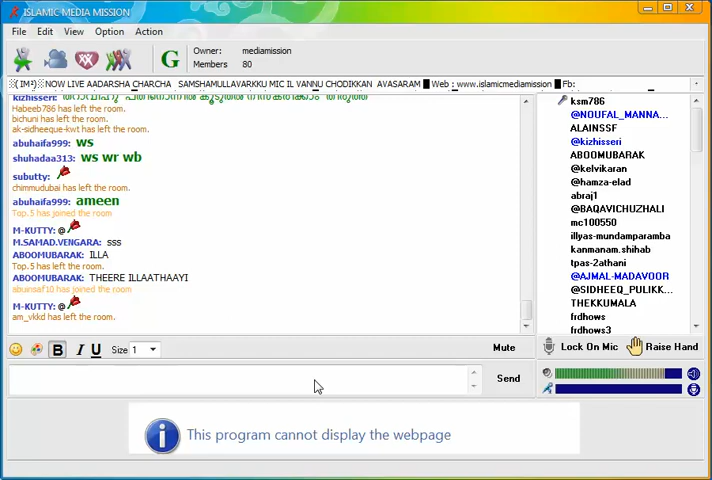 ISLAMIC MEDIA MISSION
File Edit View Option Action
G
Owner: mediamission
Members 80
NOW LIVE AADARSHA CHARCHA SAMSHAMULLAVARKKU MIC IL VANNU CHODIKKAN AVASARAM Web : www.islamicmediamission Fb:
kizhisseri:
Habeeb786 has left the room.
bichuni has left the room.
ak-sidheeque-kwt has left the room.
abuhaifa999: ws
shuhadaa313: ws wr wb
subutty:
chimmudubai has left the room.
abuhaifa999: ameen
Top.5 has joined the room
M-KUTTY: @
M.SAMAD.VENGARA: sss
ABOOMUBARAK: ILLA
Top.5 has left the room.
ABOOMUBARAK: THEERE ILLAATHAAYI
abuinsaf10 has joined the room
M-KUTTY: @
am_vkkd has left the room.
ksm786
@NOUFAL_MANNA...
ALAINSSF
@kizhisseri
ABOOMUBARAK
@kelvikaran
@hamza-elad
abraj1
@BAQAVICHUZHALI
mc100550
illyas-mundamparamba
kanmanam.shihab
tpas-2athani
@AJMAL-MADAVOOR
@SIDHEEQ_PULIKK...
THEKKUMALA
frdhows
frdhows3
B I U Size 1 Mute
Lock On Mic Raise Hand
Send
This program cannot display the webpage